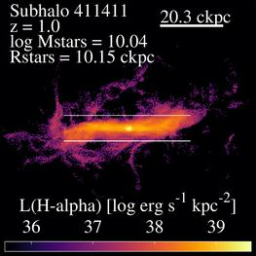 Subhalo 411411
z = 1.0
log Mstars = 10.04
Rstars = 10.15 ckpc
20.3 ckpc
L(H-alpha) [log erg s⁻¹ kpc⁻²]
36 37 38 39